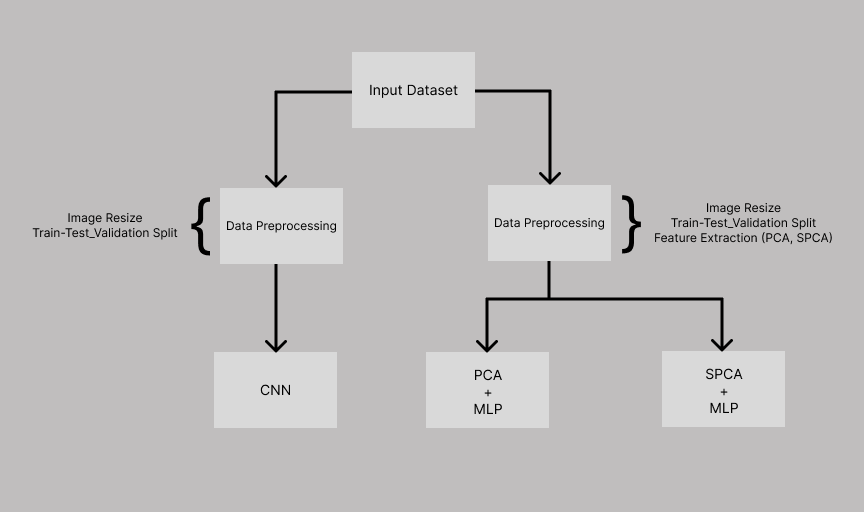 Input Dataset
Image Resize
Train-Test_Validation Split
{
Data Preprocessing
Data Preprocessing
}
Image Resize
Train-Test_Validation Split
Feature Extraction (PCA, SPCA)
CNN
PCA
+
MLP
SPCA
+
MLP